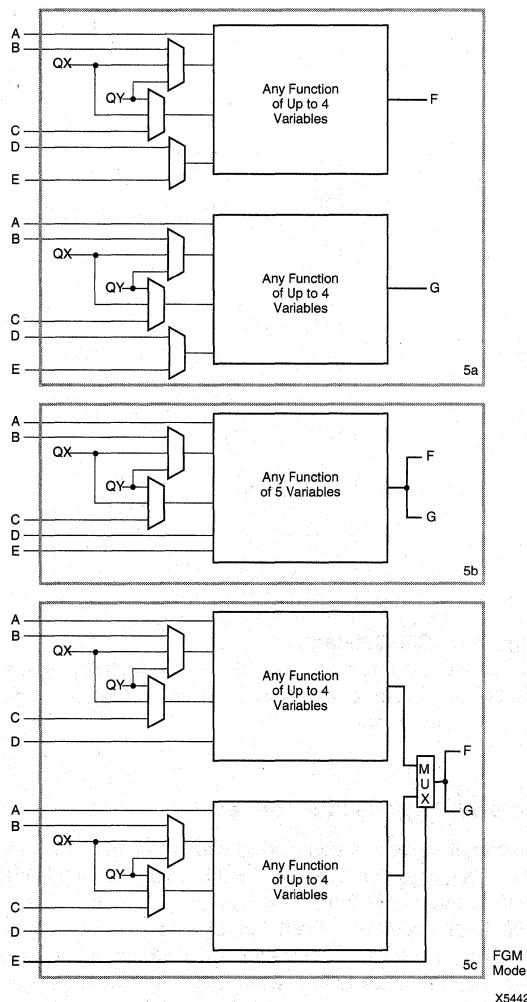 A
B
QX
QY
C
D
E
Any Function
of Up to 4
Variables
F
A
B
QX
QY
C
D
E
Any Function
of Up to 4
Variables
G
5a
A
B
QX
QY
C
D
E
Any Function
of 5 Variables
F
G
5b
A
B
QX
QY
C
D
Any Function
of Up to 4
Variables
M
U
X
F
G
A
B
QX
QY
C
D
E
Any Function
of Up to 4
Variables
5c
FGM
Mode
X5442